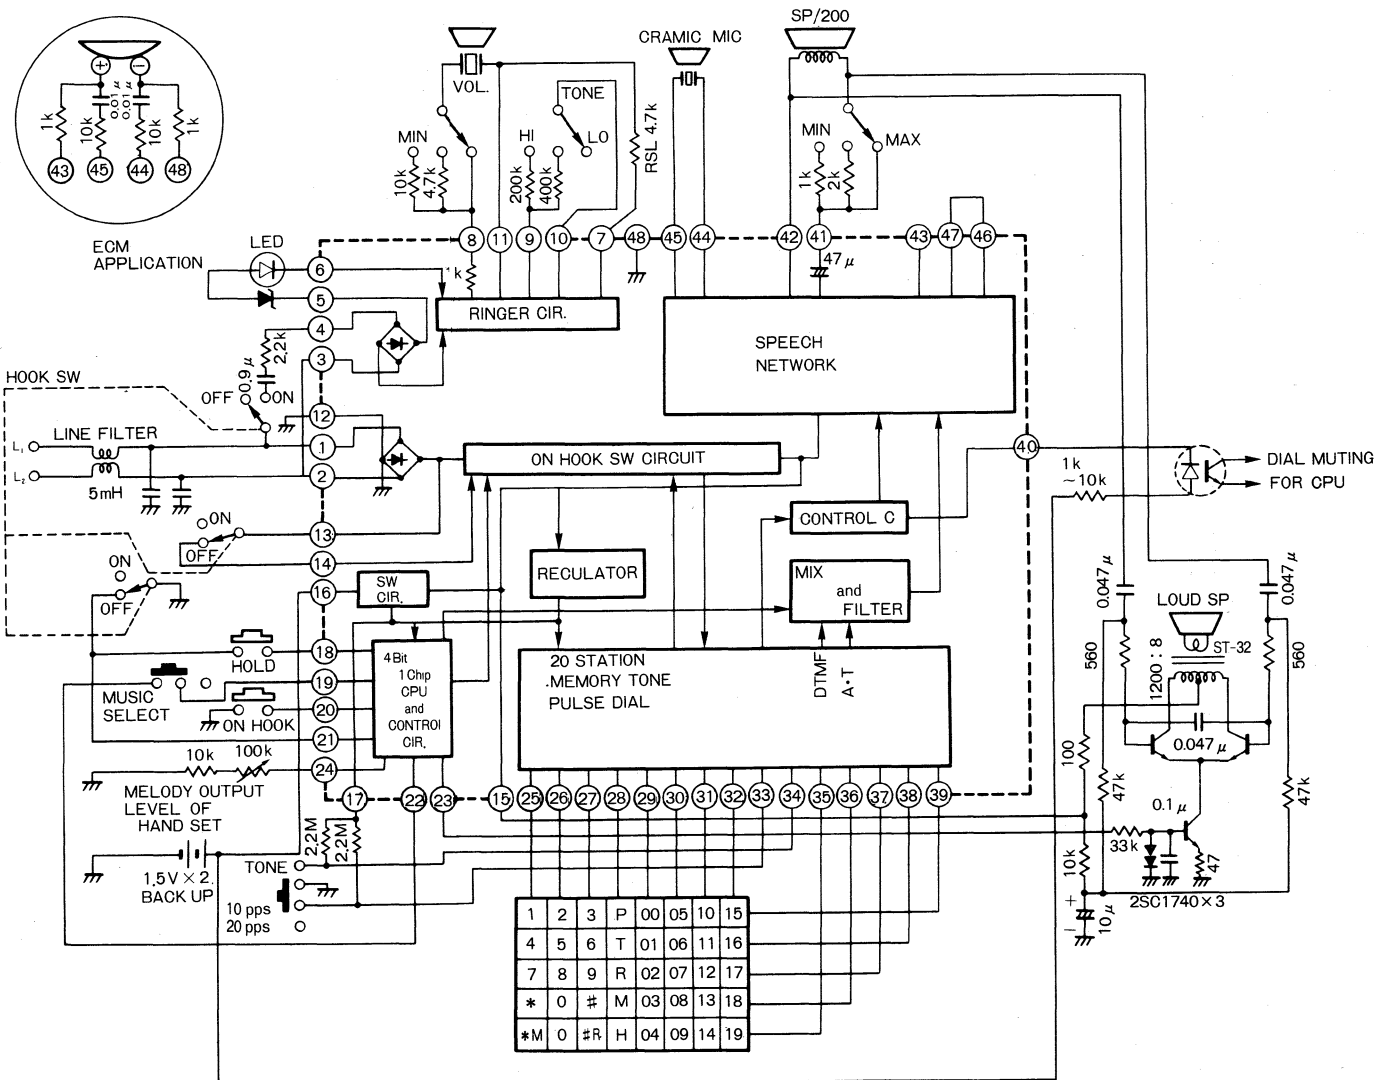 SP/200
CRAMIC MIC
VOL.
TONE
MIN
HI
LO
10k
4.7k
200k
400k
RSL 4.7k
MIN
MAX
1k
2k
+
−
0.01μ
0.01μ
1k
10k
10k
1k
43
45
44
48
ECM
APPLICATION
LED
8
11
9
10
7
48
45
44
42
41
43
47
46
6
5
4
3
12
1
2
13
14
16
18
19
20
21
24
1k
47μ
RINGER CIR.
SPEECH
NETWORK
2.2k
0.9μ
HOOK SW
OFF
ON
L₁
LINE FILTER
L₂
5mH
ON HOOK SW CIRCUIT
40
1k
~10k
DIAL MUTING
FOR CPU
ON
OFF
CONTROL C
RECULATOR
MIX
and
FILTER
SW
CIR.
ON
OFF
HOLD
MUSIC
SELECT
ON HOOK
4Bit
1Chip
CPU
and
CONTROl
CIR.
20 STATION
.MEMORY TONE
PULSE DIAL
DTMF
A·T
0.047μ
0.047μ
LOUD SP
ST-32
1200:8
560
560
0.047μ
100
47k
47k
0.1μ
33k
10k
47
2SC1740×3
+
−
10μ
10k
100k
MELODY OUTPUT
LEVEL OF
HAND SET
17
22
23
15
25
26
27
28
29
30
31
32
33
34
35
36
37
38
39
2.2M
2.2M
1.5V×2.
BACK UP
TONE
10 pps
20 pps
1 2 3 P 00 05 10 15
4 5 6 T 01 06 11 16
7 8 9 R 02 07 12 17
* 0 # M 03 08 13 18
*M 0 #R H 04 09 14 19